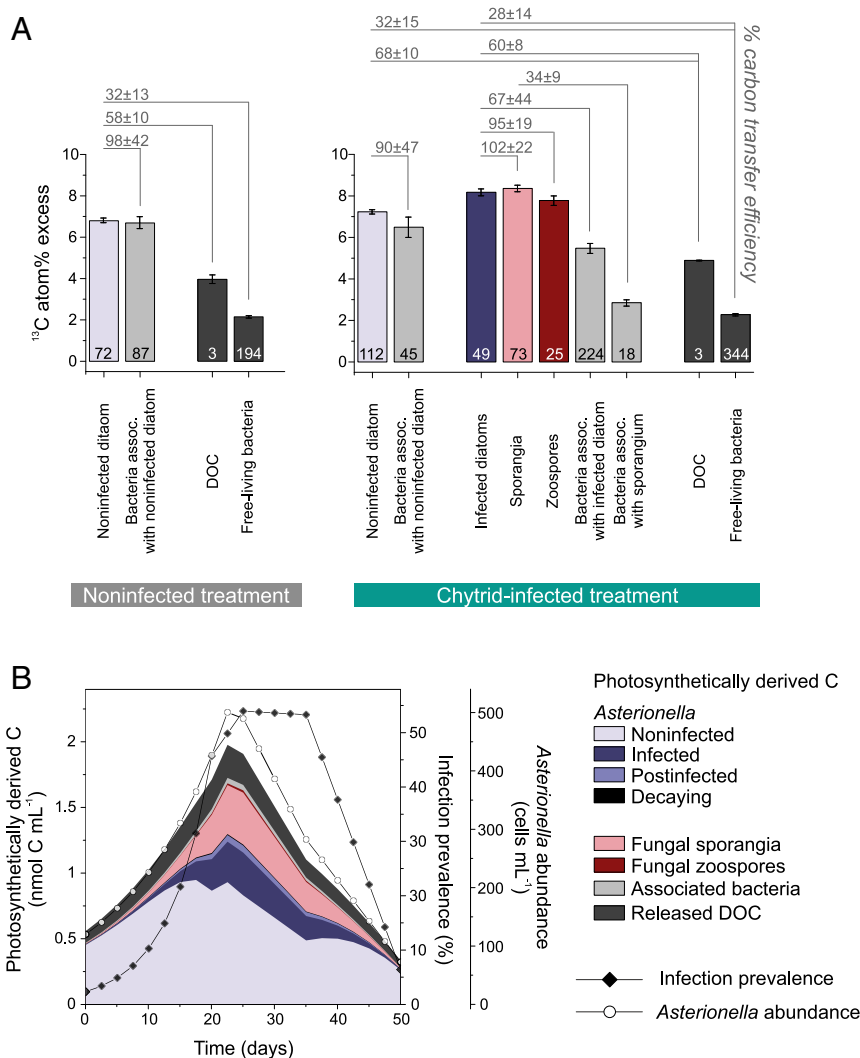 A
32±13
58±10
98±42
32±15
68±10
28±14
60±8
34±9
67±44
95±19
102±22
90±47
% carbon transfer efficiency
¹³C atom% excess
10
8
6
4
2
0
72
87
3
194
10
8
6
4
2
0
112
45
49
73
25
224
18
3
344
Noninfected ditaom
Bacteria assoc.
with noninfected diatom
DOC
Free-living bacteria
Noninfected diatom
Bacteria assoc.
with noninfected diatom
Infected diatoms
Sporangia
Zoospores
Bacteria assoc.
with infected diatom
Bacteria assoc.
with sporangium
DOC
Free-living bacteria
Noninfected treatment
Chytrid-infected treatment
B
Photosynthetically derived C
(nmol C mL⁻¹)
2
1.5
1
0.5
0
0
10
20
30
40
50
Time (days)
50
40
30
30
10
0
Infection prevalence (%)
500
400
300
200
100
0
Asterionella abundance
(cells mL⁻¹)
Photosynthetically derived C
Asterionella
Noninfected
Infected
Postinfected
Decaying
Fungal sporangia
Fungal zoospores
Associated bacteria
Released DOC
Infection prevalence
Asterionella abundance